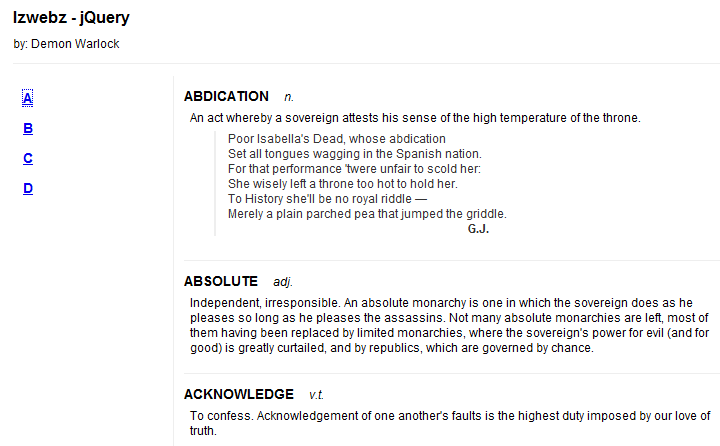 Izwebz - jQuery
by: Demon Warlock
A
B
C
D
ABDICATION n.
An act whereby a sovereign attests his sense of the high temperature of the throne.
Poor Isabella's Dead, whose abdication
Set all tongues wagging in the Spanish nation.
For that performance 'twere unfair to scold her:
She wisely left a throne too hot to hold her.
To History she'll be no royal riddle —
Merely a plain parched pea that jumped the griddle.
G.J.
ABSOLUTE adj.
Independent, irresponsible. An absolute monarchy is one in which the sovereign does as he
pleases so long as he pleases the assassins. Not many absolute monarchies are left, most of
them having been replaced by limited monarchies, where the sovereign's power for evil (and for
good) is greatly curtailed, and by republics, which are governed by chance.
ACKNOWLEDGE v.t.
To confess. Acknowledgement of one another's faults is the highest duty imposed by our love of
truth.